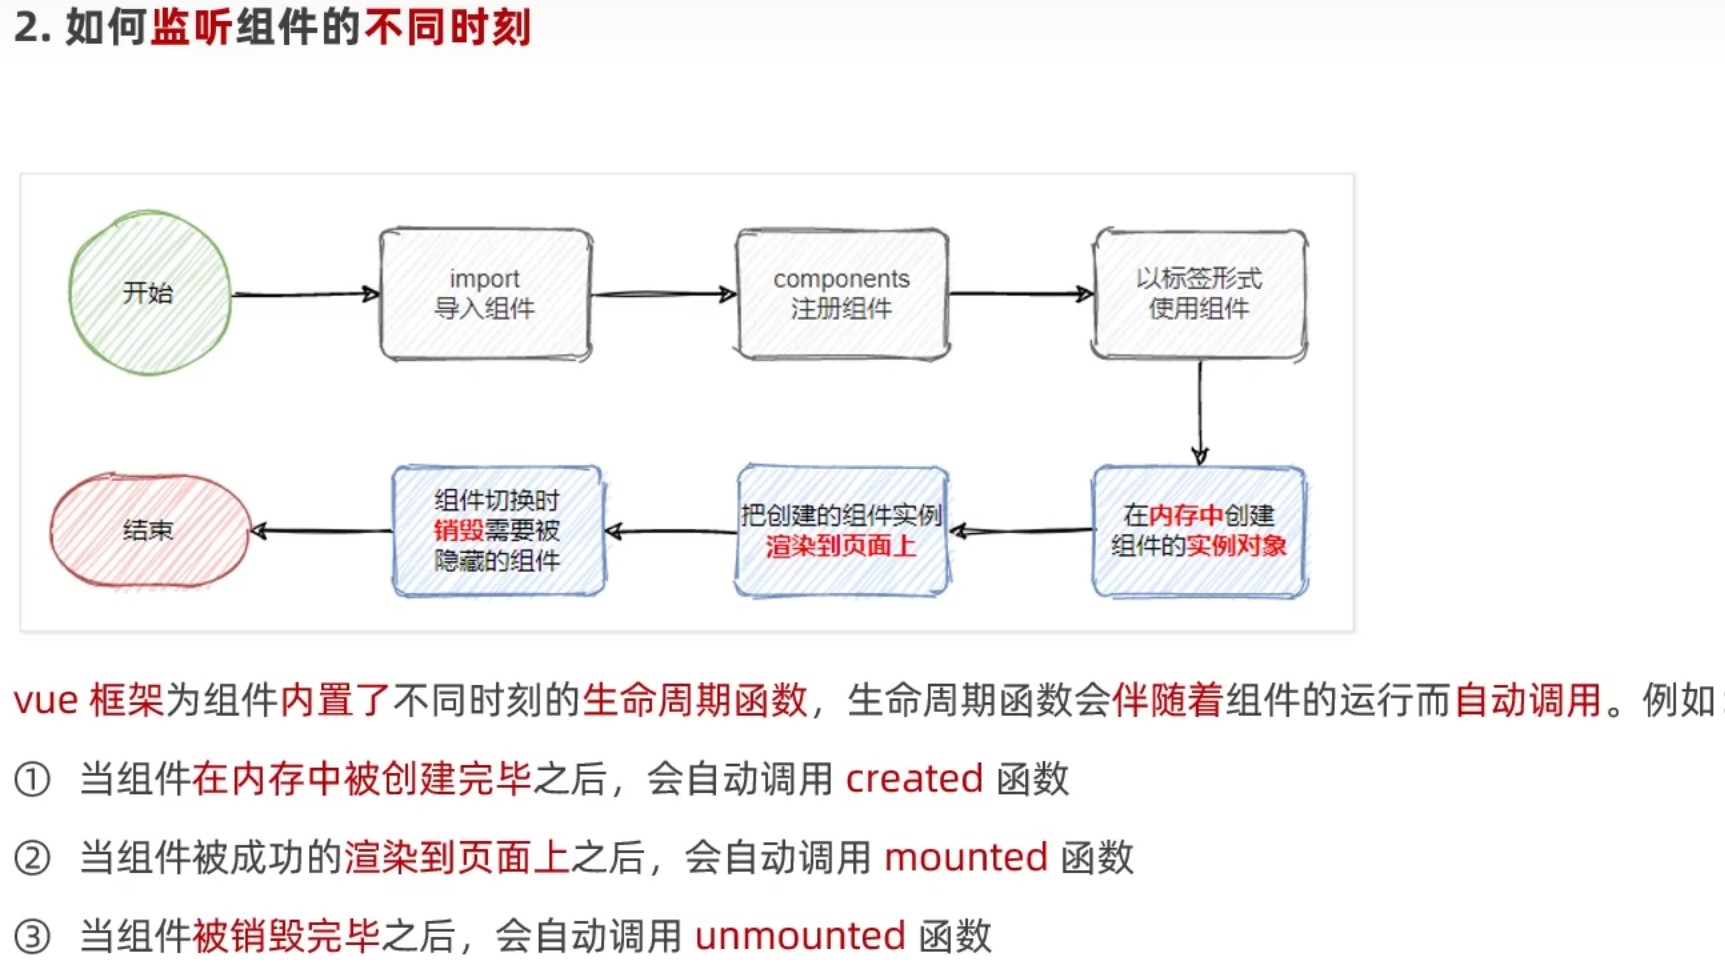 2. 如何监听组件的不同时刻
开始
import
导入组件
components
注册组件
以标签形式
使用组件
结束
组件切换时
销毁需要被
隐藏的组件
把创建的组件实例
渲染到页面上
在内存中创建
组件的实例对象
vue 框架为组件内置了不同时刻的生命周期函数，生命周期函数会伴随着组件的运行而自动调用。例如：
① 当组件在内存中被创建完毕之后，会自动调用 created 函数
② 当组件被成功的渲染到页面上之后，会自动调用 mounted 函数
③ 当组件被销毁完毕之后，会自动调用 unmounted 函数